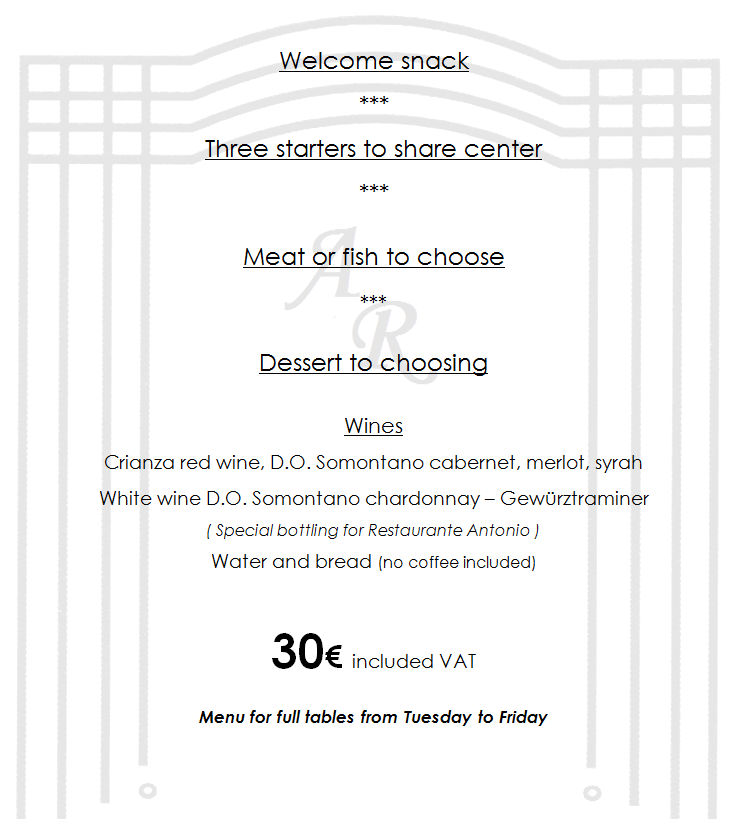 Welcome snack
***
Three starters to share center
***
Meat or fish to choose
***
A
R
Dessert to choosing
Wines
Crianza red wine, D.O. Somontano cabernet, merlot, syrah
White wine D.O. Somontano chardonnay – Gewürztraminer
( Special bottling for Restaurante Antonio )
Water and bread (no coffee included)
30€ included VAT
Menu for full tables from Tuesday to Friday